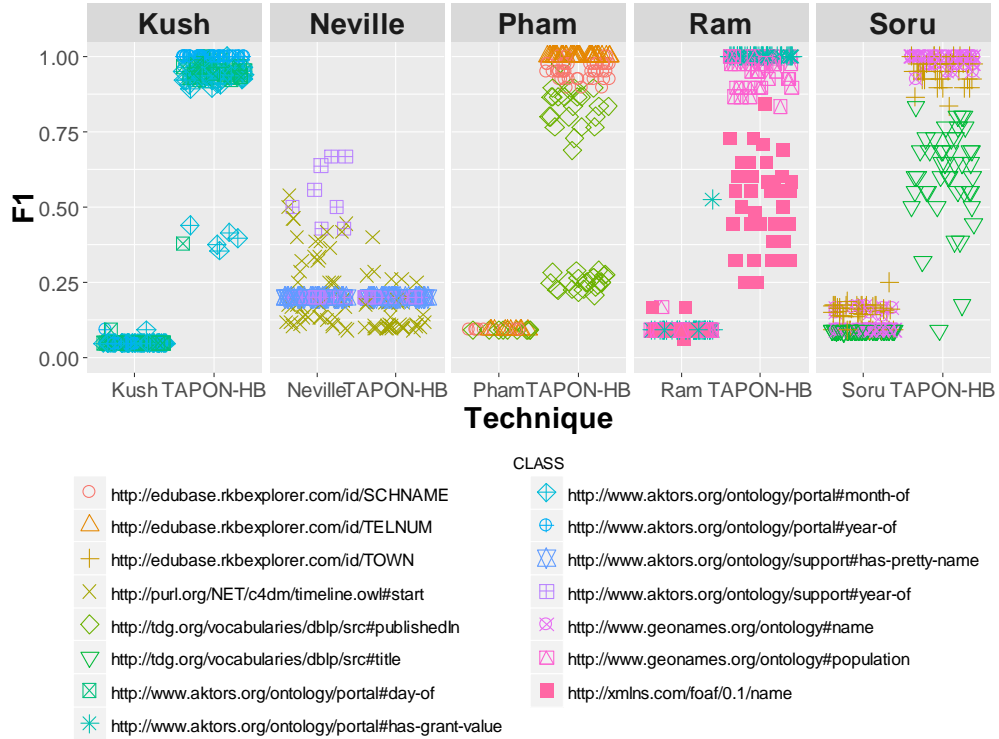 Kush Neville Pham Ram Soru
1.00
0.75
0.50
0.25
0.00
F1
Kush TAPON-HB Neville TAPON-HB Pham TAPON-HB Ram TAPON-HB Soru TAPON-HB
Technique
CLASS
http://edubase.rkbexplorer.com/id/SCHNAME
http://edubase.rkbexplorer.com/id/TELNUM
http://edubase.rkbexplorer.com/id/TOWN
http://purl.org/NET/c4dm/timeline.owl#start
http://tdg.org/vocabularies/dblp/src#publishedIn
http://tdg.org/vocabularies/dblp/src#title
http://www.aktors.org/ontology/portal#day-of
http://www.aktors.org/ontology/portal#has-grant-value
http://www.aktors.org/ontology/portal#month-of
http://www.aktors.org/ontology/portal#year-of
http://www.aktors.org/ontology/support#has-pretty-name
http://www.aktors.org/ontology/support#year-of
http://www.geonames.org/ontology#name
http://www.geonames.org/ontology#population
http://xmlns.com/foaf/0.1/name